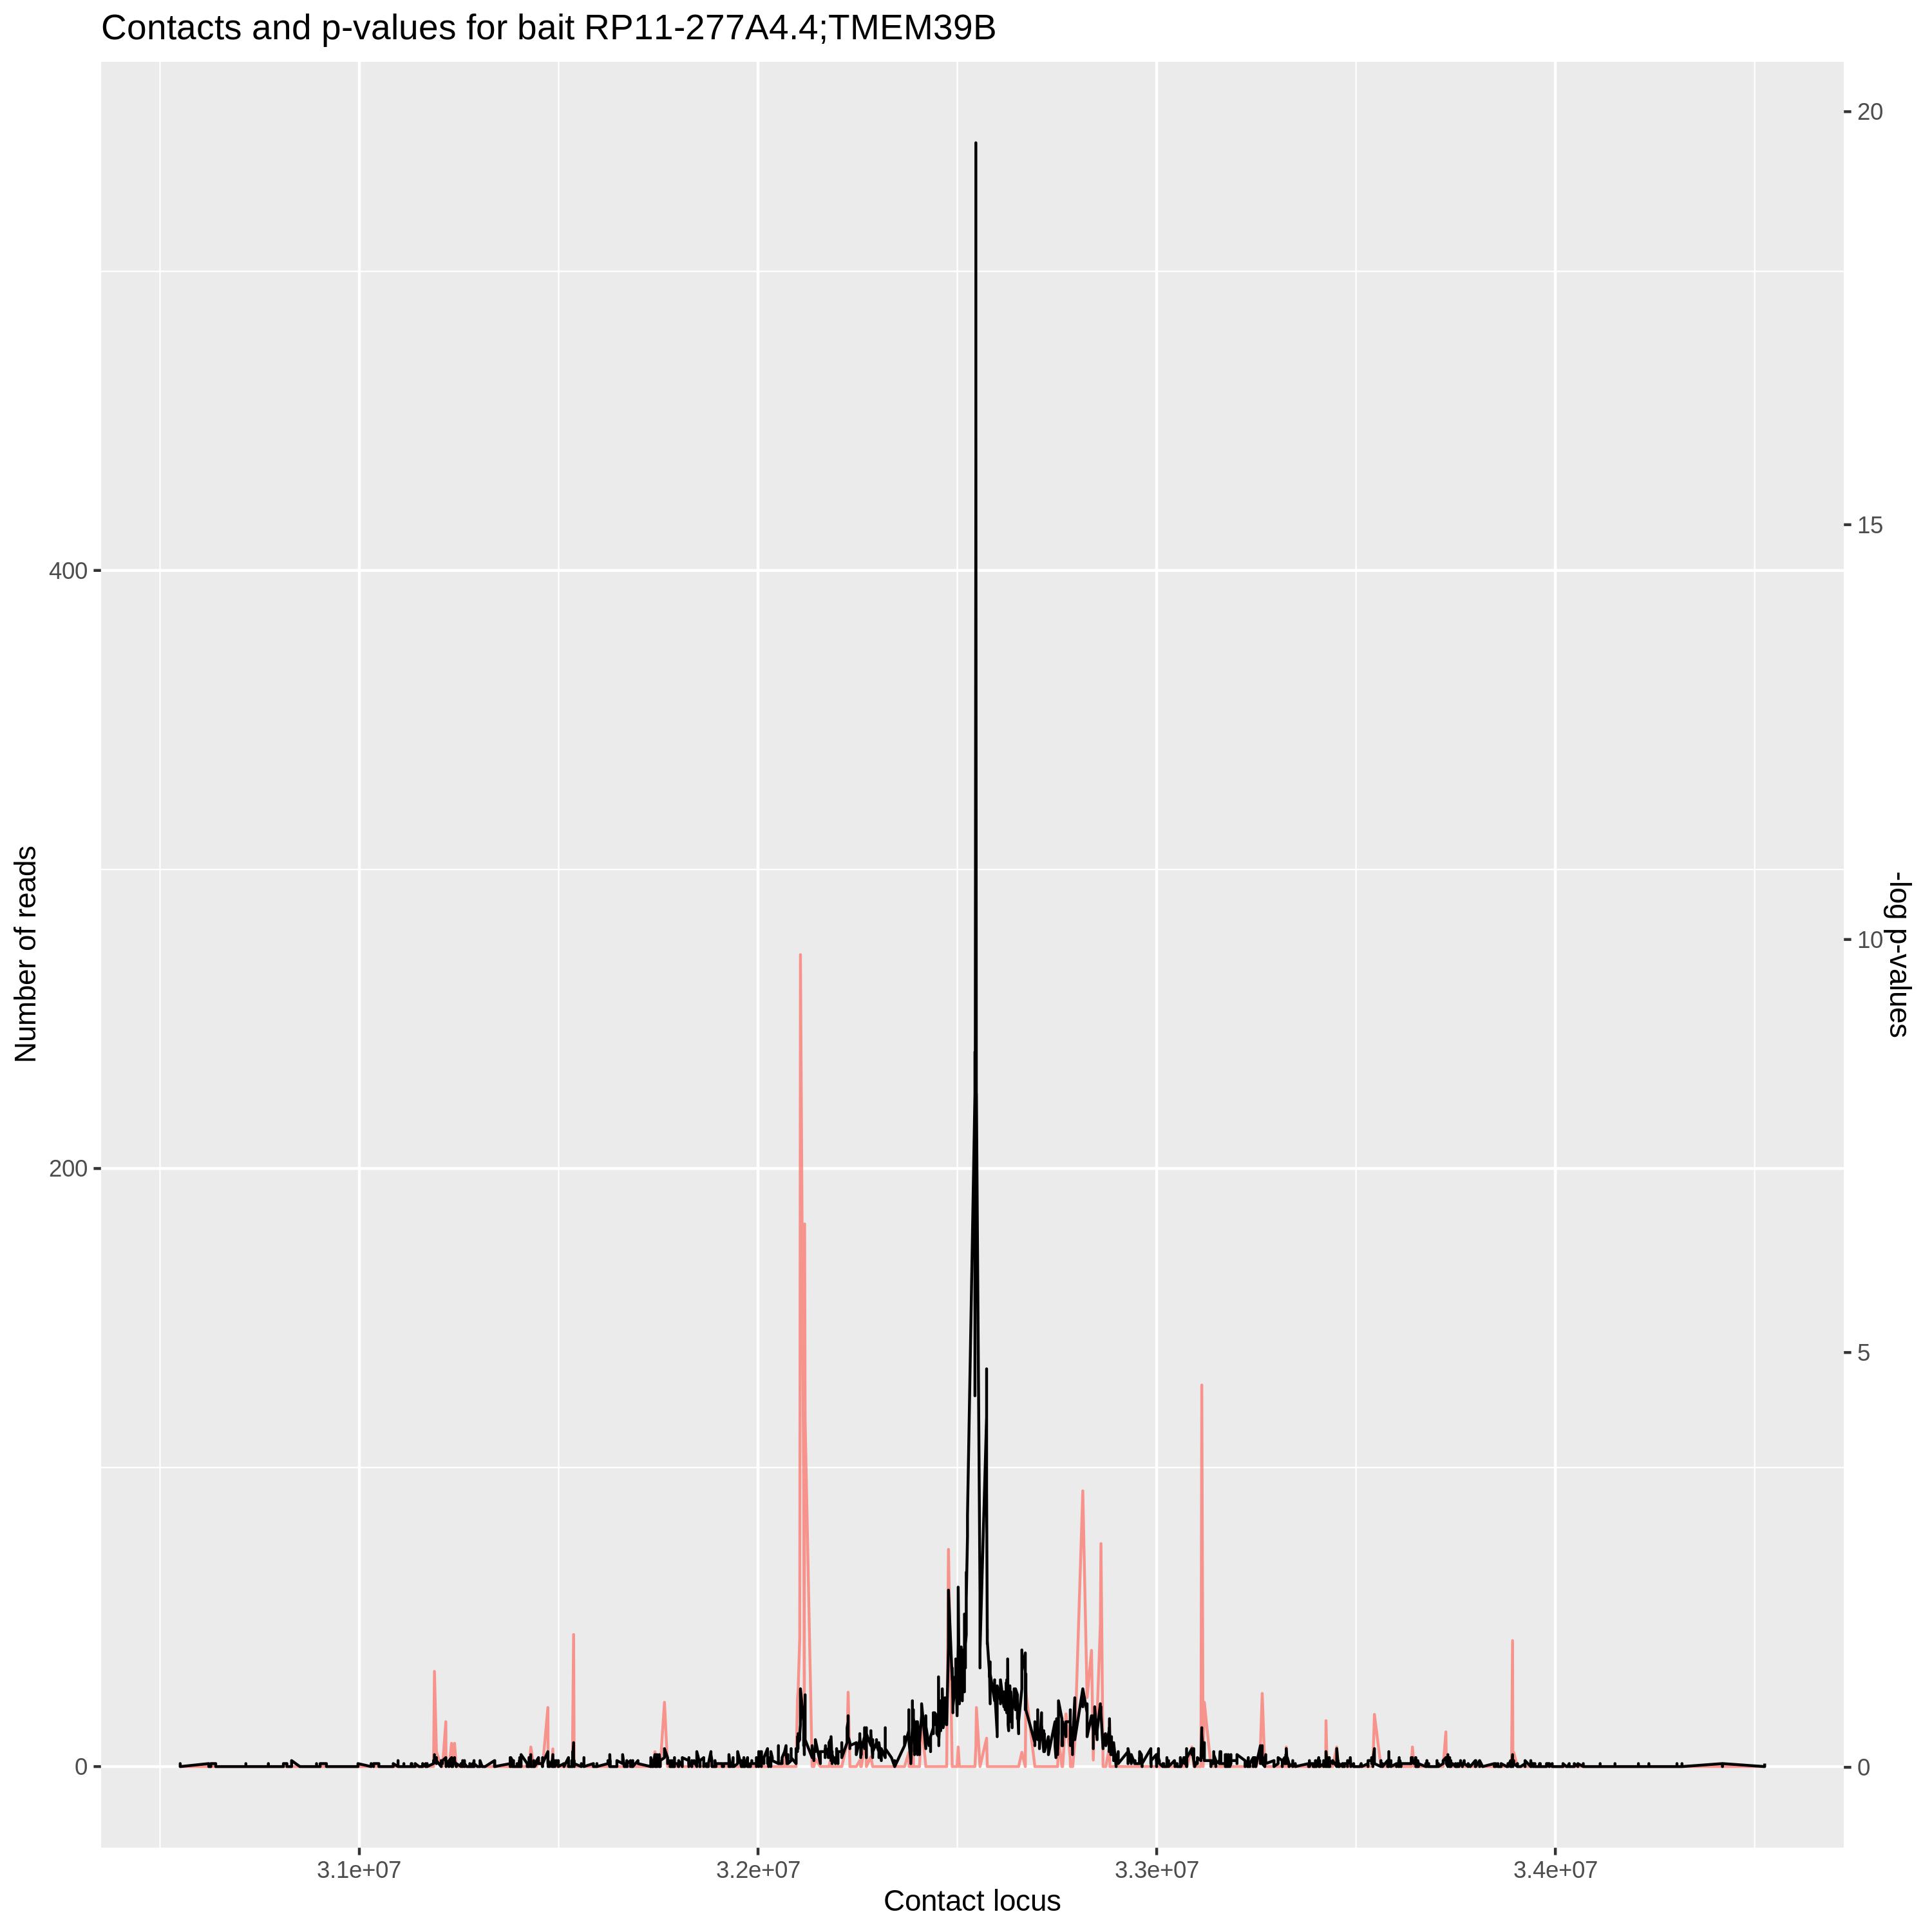 Contacts and p-values for bait RP11-277A4.4;TMEM39B
Number of reads
400
200
0
20
15
10
5
0
-log p-values
3.1e+07
3.2e+07
3.3e+07
3.4e+07
Contact locus